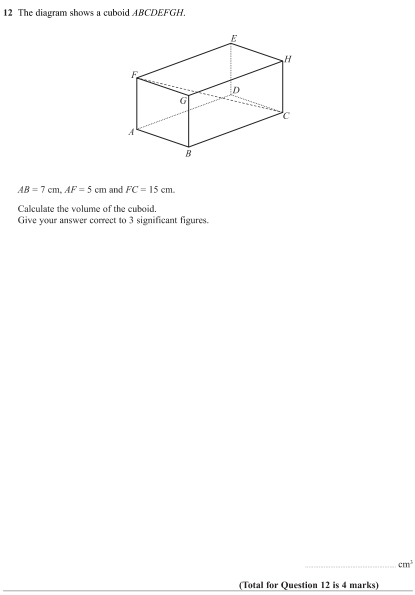 12 The diagram shows a cuboid ABCDEFGH.
E
H
F
D
G
C
A
B
AB = 7 cm, AF = 5 cm and FC = 15 cm.
Calculate the volume of the cuboid.
Give your answer correct to 3 significant figures.
.............................................. cm³
(Total for Question 12 is 4 marks)